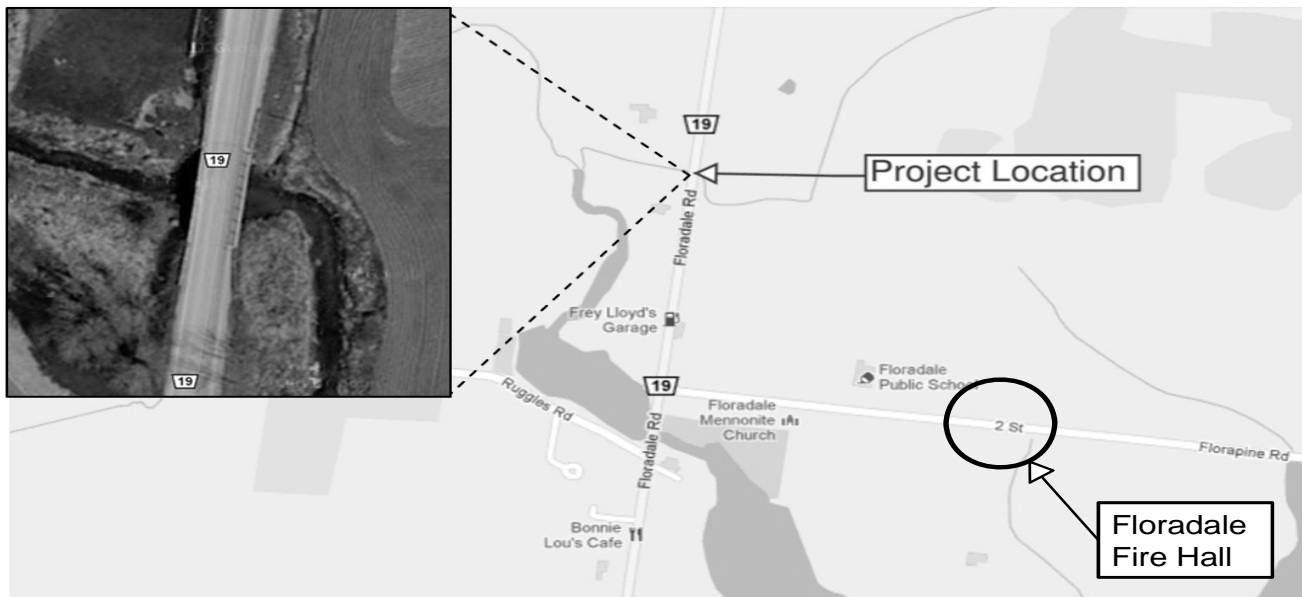 19
19
19
Project Location
Floradale Rd
Frey Lloyd's
Garage
19
Floradale
Public School
Ruggles Rd
Floradale
Mennonite
Church
2 St
Florapine Rd
Floradale Rd
Bonnie
Lou's Cafe
Floradale
Fire Hall